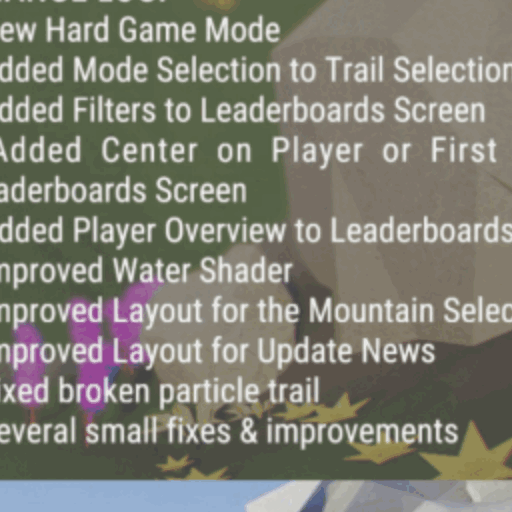 ew Hard Game Mode
dded Mode Selection to Trail Selection
dded Filters to Leaderboards Screen
Added Center on Player or First
aderboards Screen
dded Player Overview to Leaderboards
mproved Water Shader
mproved Layout for the Mountain Selec
mproved Layout for Update News
ixed broken particle trail
everal small fixes & improvements